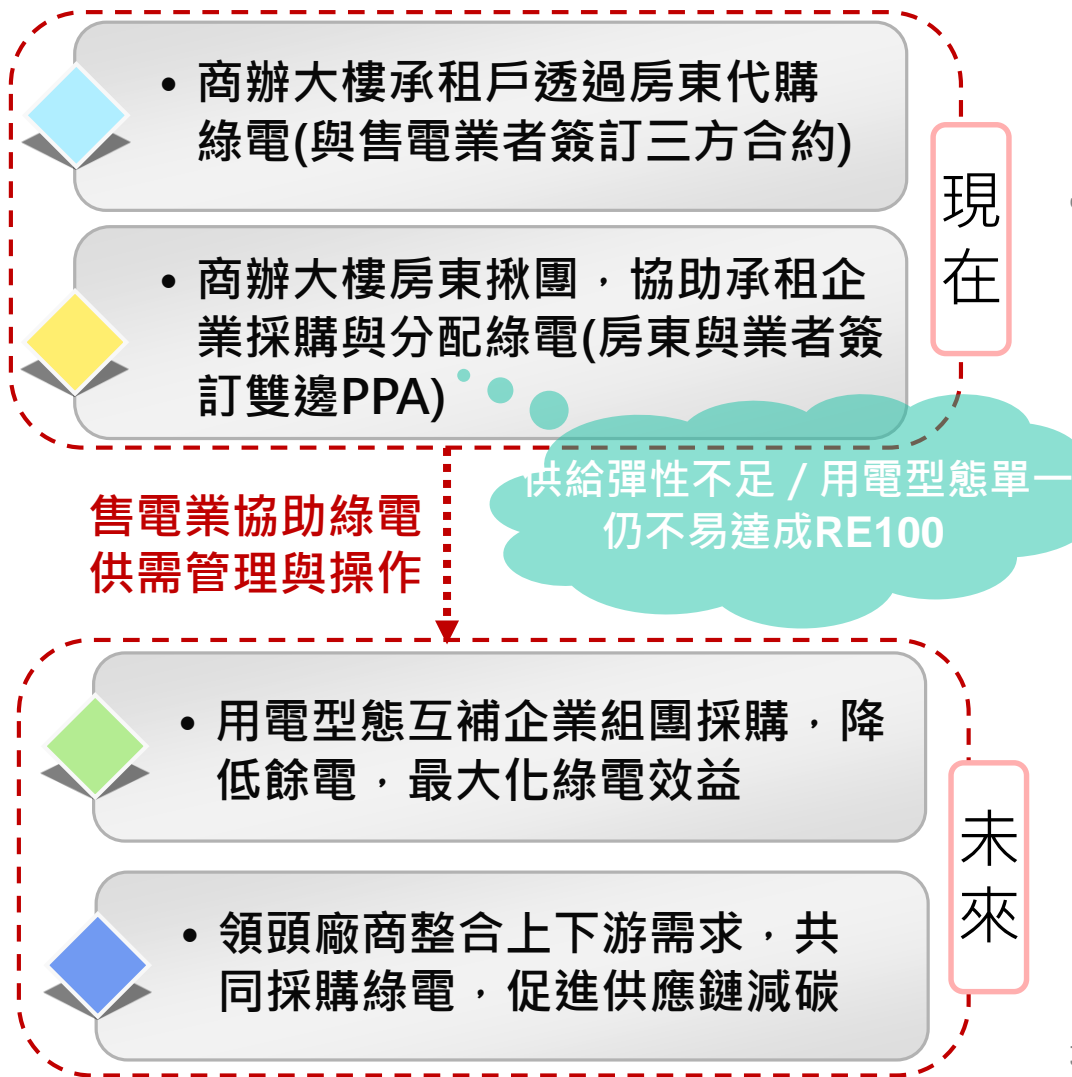 • 商辦大樓承租戶透過房東代購
綠電(與售電業者簽訂三方合約)
• 商辦大樓房東揪團，協助承租企
業採購與分配綠電(房東與業者簽
訂雙邊PPA)
現在
供給彈性不足／用電型態單一
仍不易達成RE100
售電業協助綠電
供需管理與操作
• 用電型態互補企業組團採購，降
低餘電，最大化綠電效益
• 領頭廠商整合上下游需求，共
同採購綠電，促進供應鏈減碳
未來